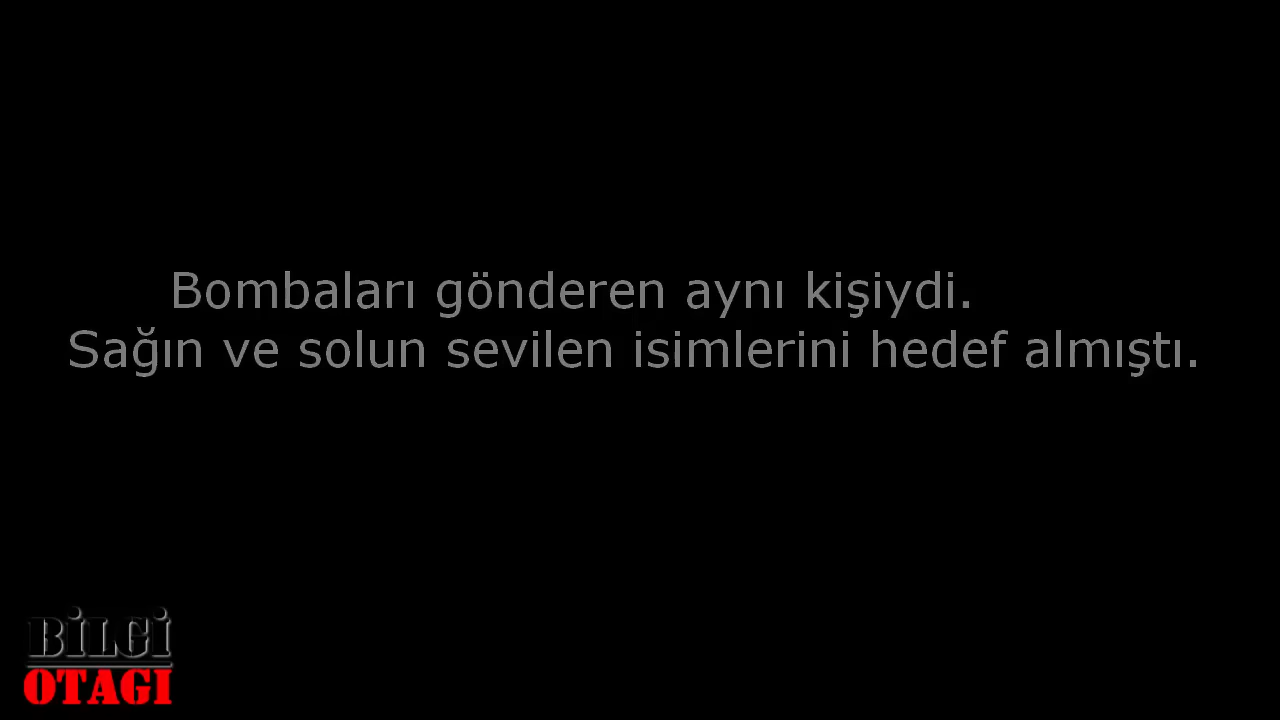 Bombaları gönderen aynı kişiydi.
Sağın ve solun sevilen isimlerini hedef almıştı.
BİLGİ
OTAGI